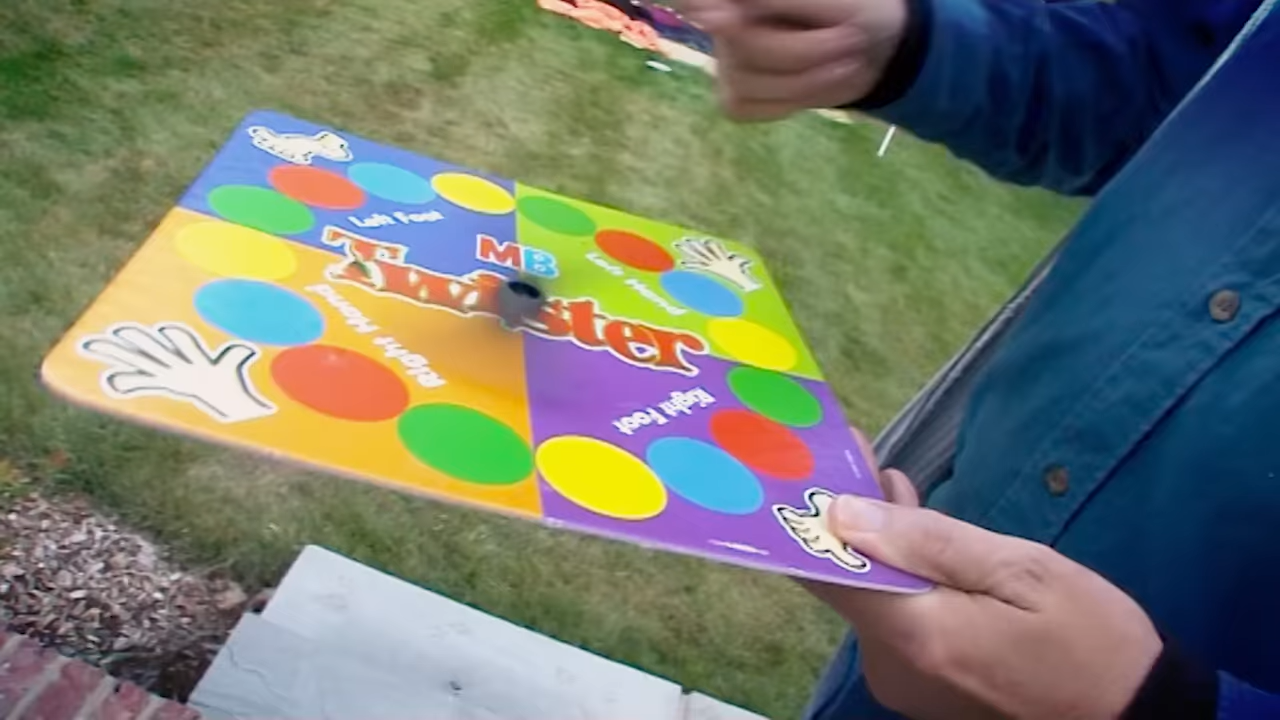 Left Foot
MB
Left Hand
Twister
Right Hand
Right Foot